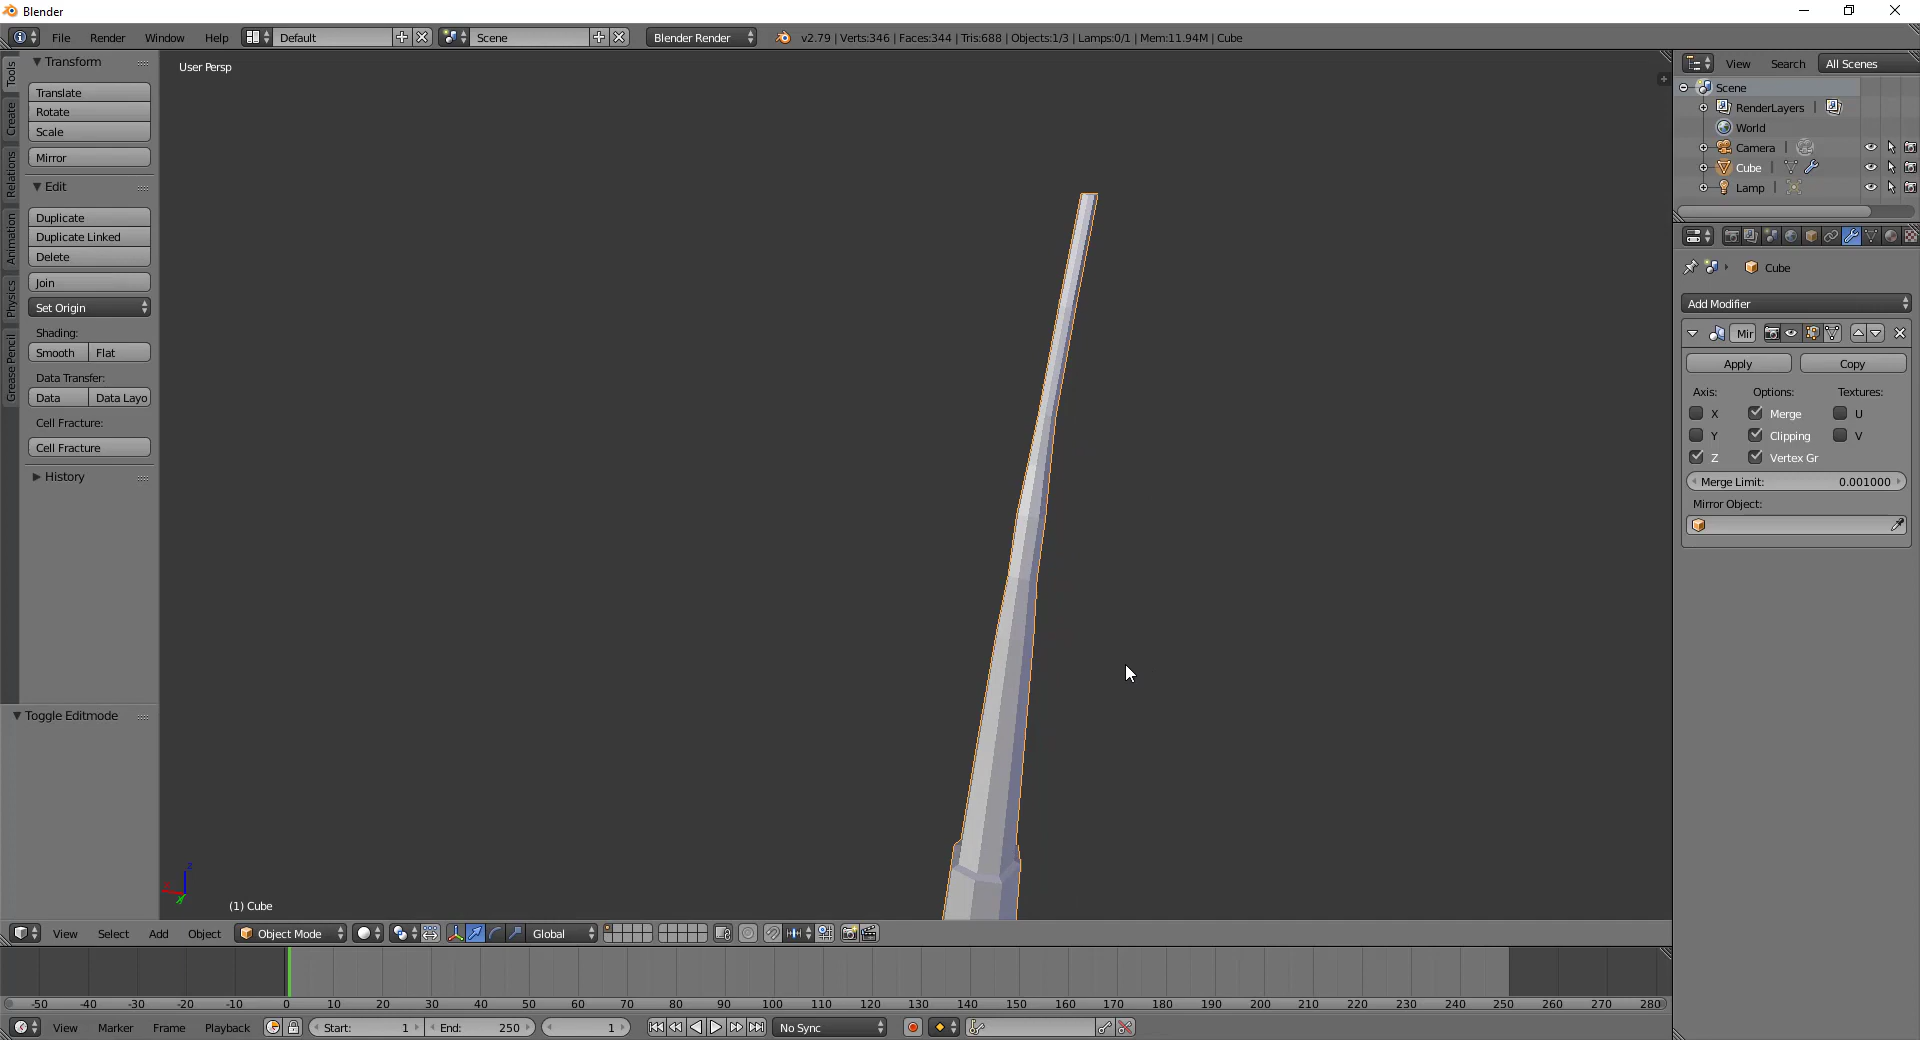 Blender
File Render Window Help Default Scene Blender Render v2.79 | Verts:346 | Faces:344 | Tris:688 | Objects:1/3 | Lamps:0/1 | Mem:11.94M | Cube
Tools
Create
Relations
Animation
Physics
Grease Pencil
Transform
Translate
Rotate
Scale
Mirror
Edit
Duplicate
Duplicate Linked
Delete
Join
Set Origin
Shading:
Smooth Flat
Data Transfer:
Data Data Layo
Cell Fracture:
Cell Fracture
History
Toggle Editmode
User Persp
z
y
(1) Cube
View Search All Scenes
Scene
RenderLayers
World
Camera
Cube
Lamp
Cube
Add Modifier
Mir
Apply Copy
Axis: Options: Textures:
X Merge U
Y Clipping V
Z Vertex Gr
Merge Limit: 0.001000
Mirror Object:
View Select Add Object Object Mode Global
-50 -40 -30 -20 -10 0 10 20 30 40 50 60 70 80 90 100 110 120 130 140 150 160 170 180 190 200 210 220 230 240 250 260 270 280
View Marker Frame Playback Start: 1 End: 250 1 No Sync